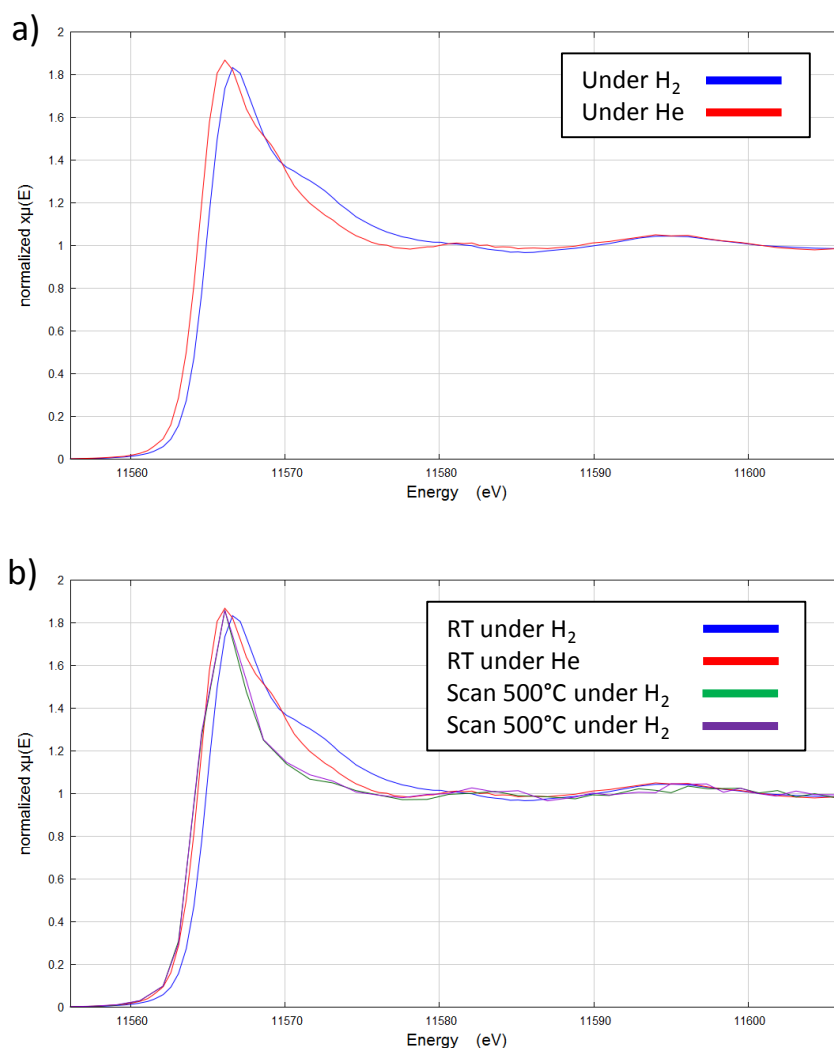 a)
2
1.8
1.6
1.4
1.2
1
0.8
0.6
0.4
0.2
0
normalized xμ(E)
Under H₂
Under He
11560 11570 11580 11590 11600
Energy (eV)
b)
2
1.8
1.6
1.4
1.2
1
0.8
0.6
0.4
0.2
0
normalized xμ(E)
RT under H₂
RT under He
Scan 500°C under H₂
Scan 500°C under H₂
11560 11570 11580 11590 11600
Energy (eV)